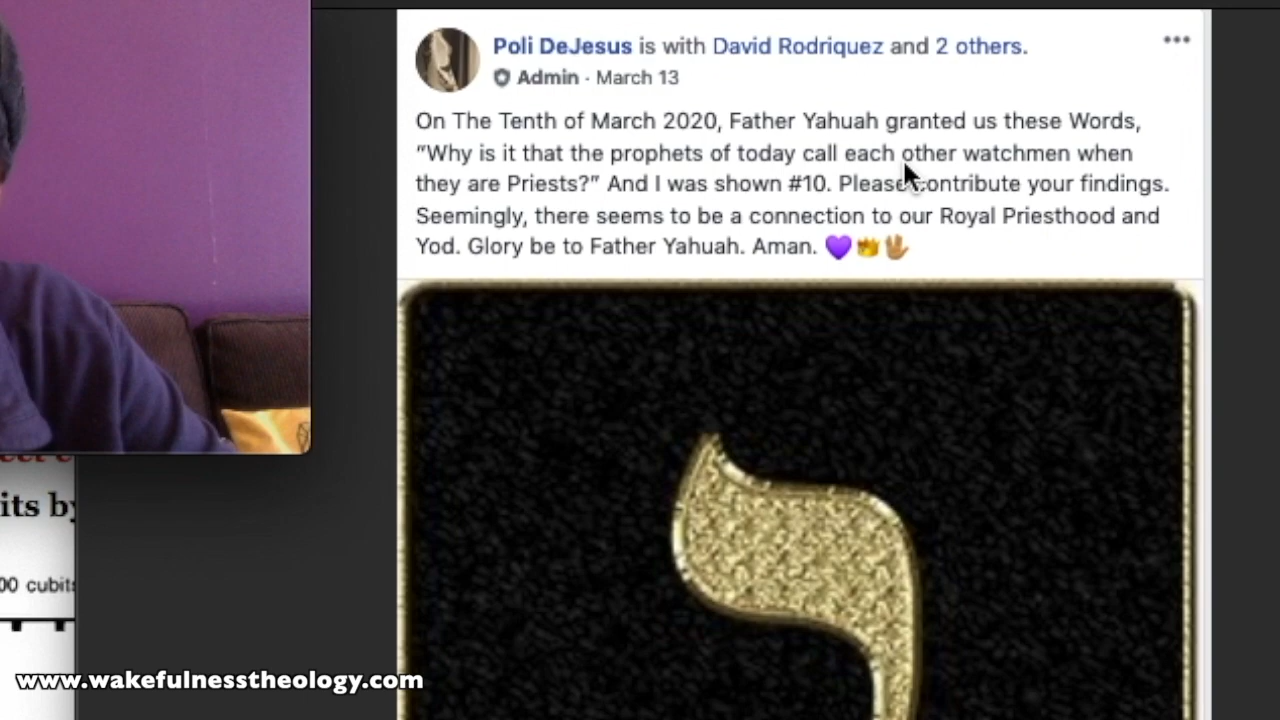 Poli DeJesus is with David Rodriquez and 2 others.
Admin · March 13
On The Tenth of March 2020, Father Yahuah granted us these Words,
“Why is it that the prophets of today call each other watchmen when
they are Priests?” And I was shown #10. Please contribute your findings.
Seemingly, there seems to be a connection to our Royal Priesthood and
Yod. Glory be to Father Yahuah. Aman. 💜👑🖖🏽
י
its by
00 cubits
www.wakefulnesstheology.com